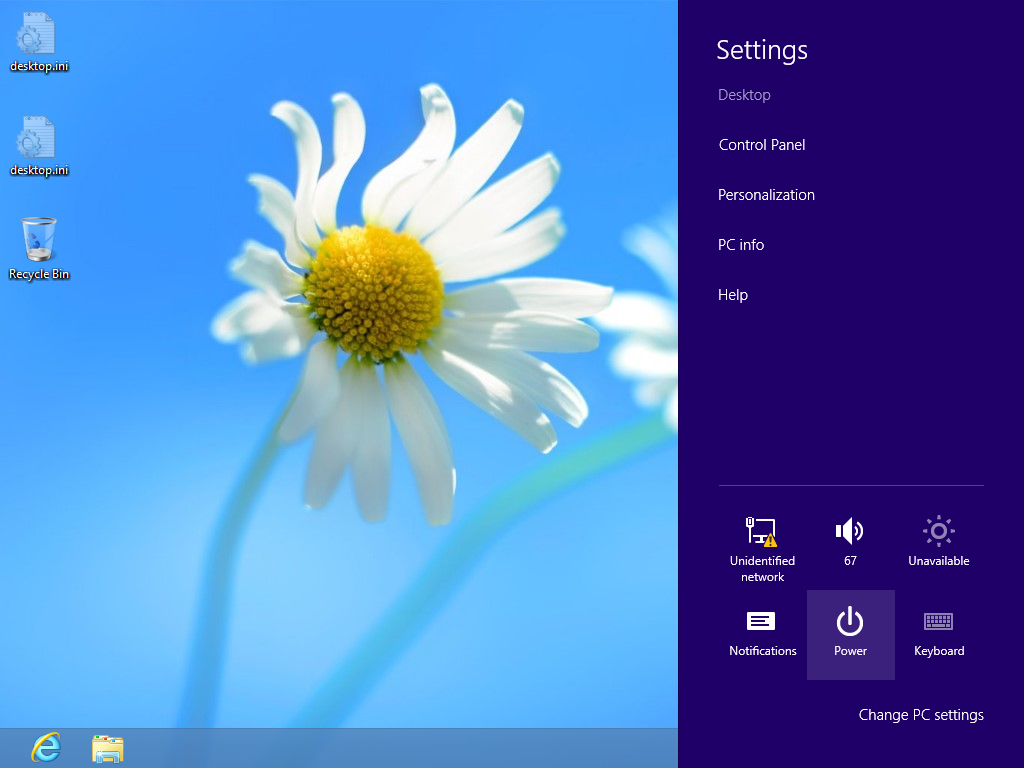 desktop.ini
desktop.ini
Recycle Bin
Settings
Desktop
Control Panel
Personalization
PC info
Help
Unidentified
network
67
Unavailable
Notifications
Power
Keyboard
Change PC settings